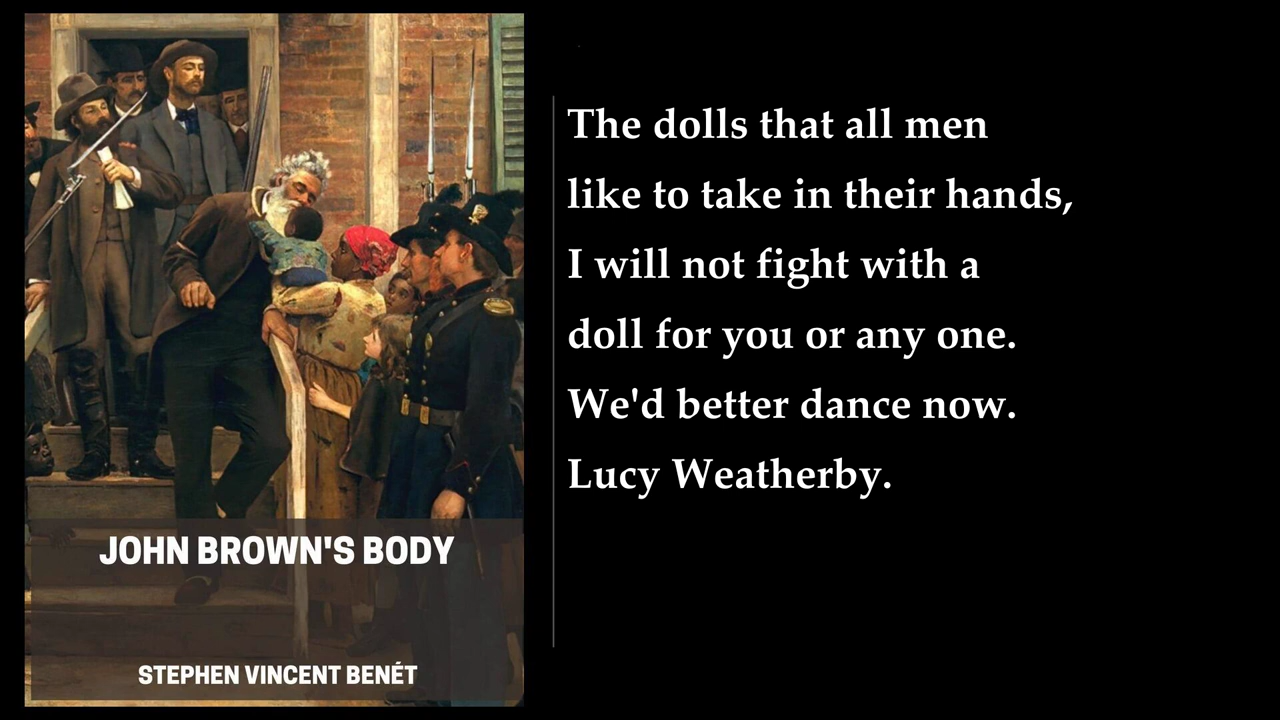 JOHN BROWN'S BODY
STEPHEN VINCENT BENÉT
The dolls that all men
like to take in their hands,
I will not fight with a
doll for you or any one.
We'd better dance now.
Lucy Weatherby.